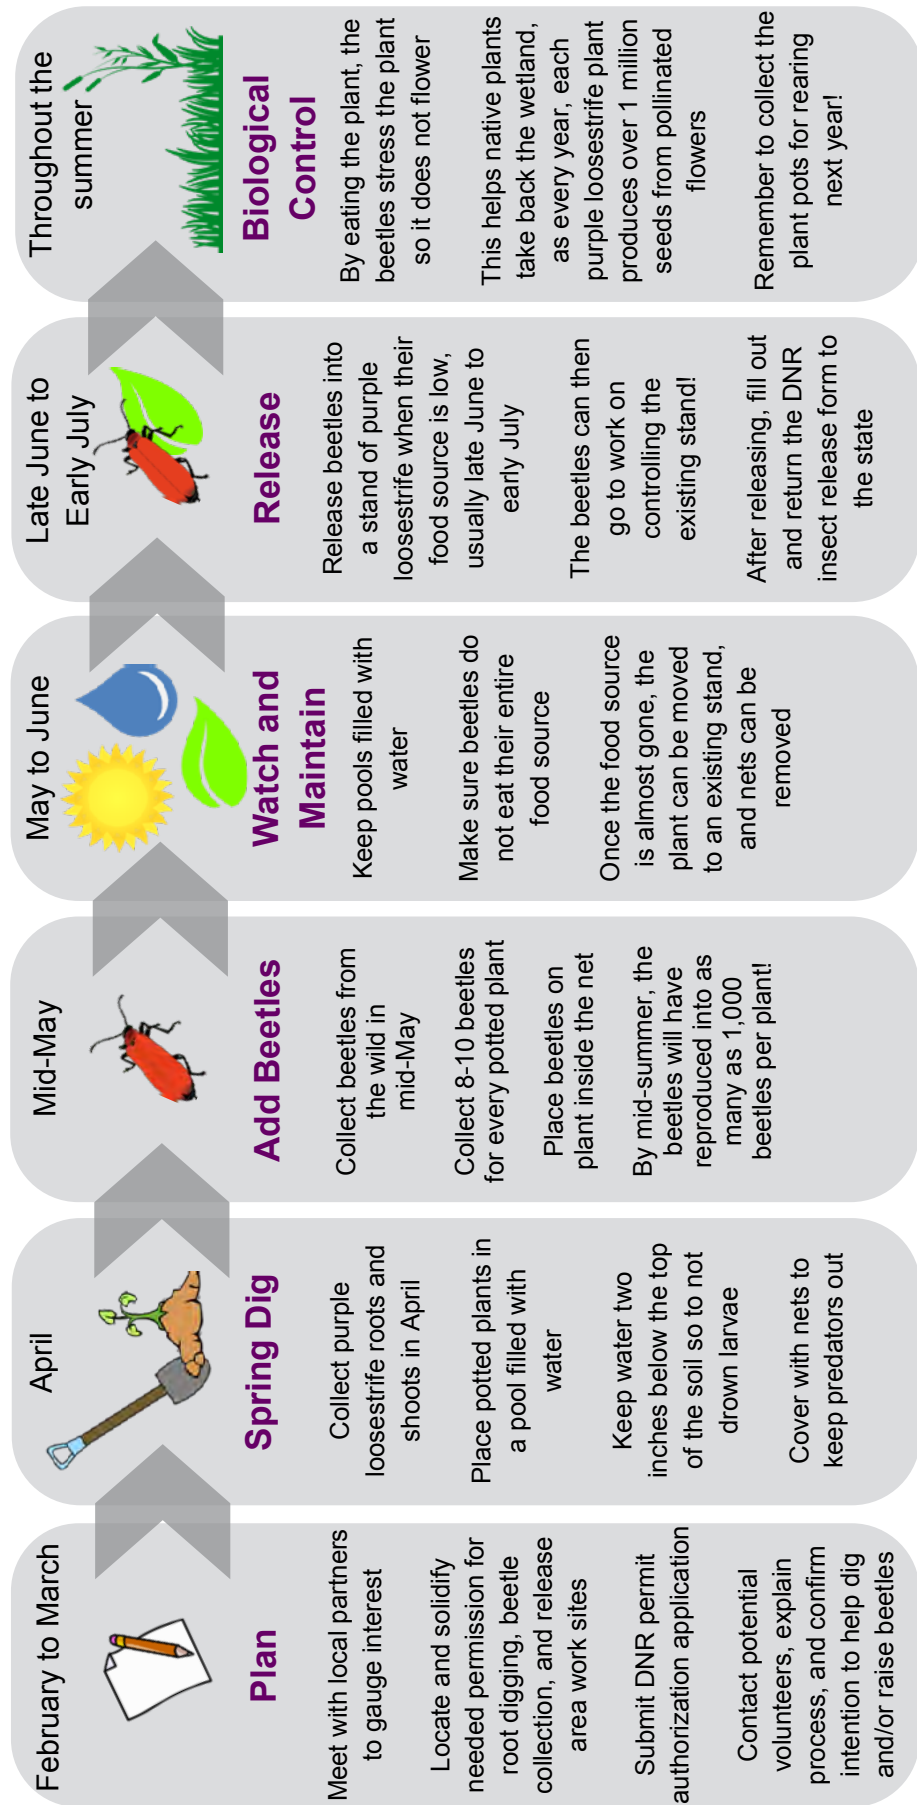 February to March
Plan
Meet with local partners
to gauge interest
Locate and solidify
needed permission for
root digging, beetle
collection, and release
area work sites
Submit DNR permit
authorization application
Contact potential
volunteers, explain
process, and confirm
intention to help dig
and/or raise beetles
April
Spring Dig
Collect purple
loosestrife roots and
shoots in April
Place potted plants in
a pool filled with
water
Keep water two
inches below the top
of the soil so to not
drown larvae
Cover with nets to
keep predators out
Mid-May
Add Beetles
Collect beetles from
the wild in
mid-May
Collect 8-10 beetles
for every potted plant
Place beetles on
plant inside the net
By mid-summer, the
beetles will have
reproduced into as
many as 1,000
beetles per plant!
May to June
Watch and
Maintain
Keep pools filled with
water
Make sure beetles do
not eat their entire
food source
Once the food source
is almost gone, the
plant can be moved
to an existing stand,
and nets can be
removed
Late June to
Early July
Release
Release beetles into
a stand of purple
loosestrife when their
food source is low,
usually late June to
early July
The beetles can then
go to work on
controlling the
existing stand!
After releasing, fill out
and return the DNR
insect release form to
the state
Throughout the
summer
Biological
Control
By eating the plant, the
beetles stress the plant
so it does not flower
This helps native plants
take back the wetland,
as every year, each
purple loosestrife plant
produces over 1 million
seeds from pollinated
flowers
Remember to collect the
plant pots for rearing
next year!